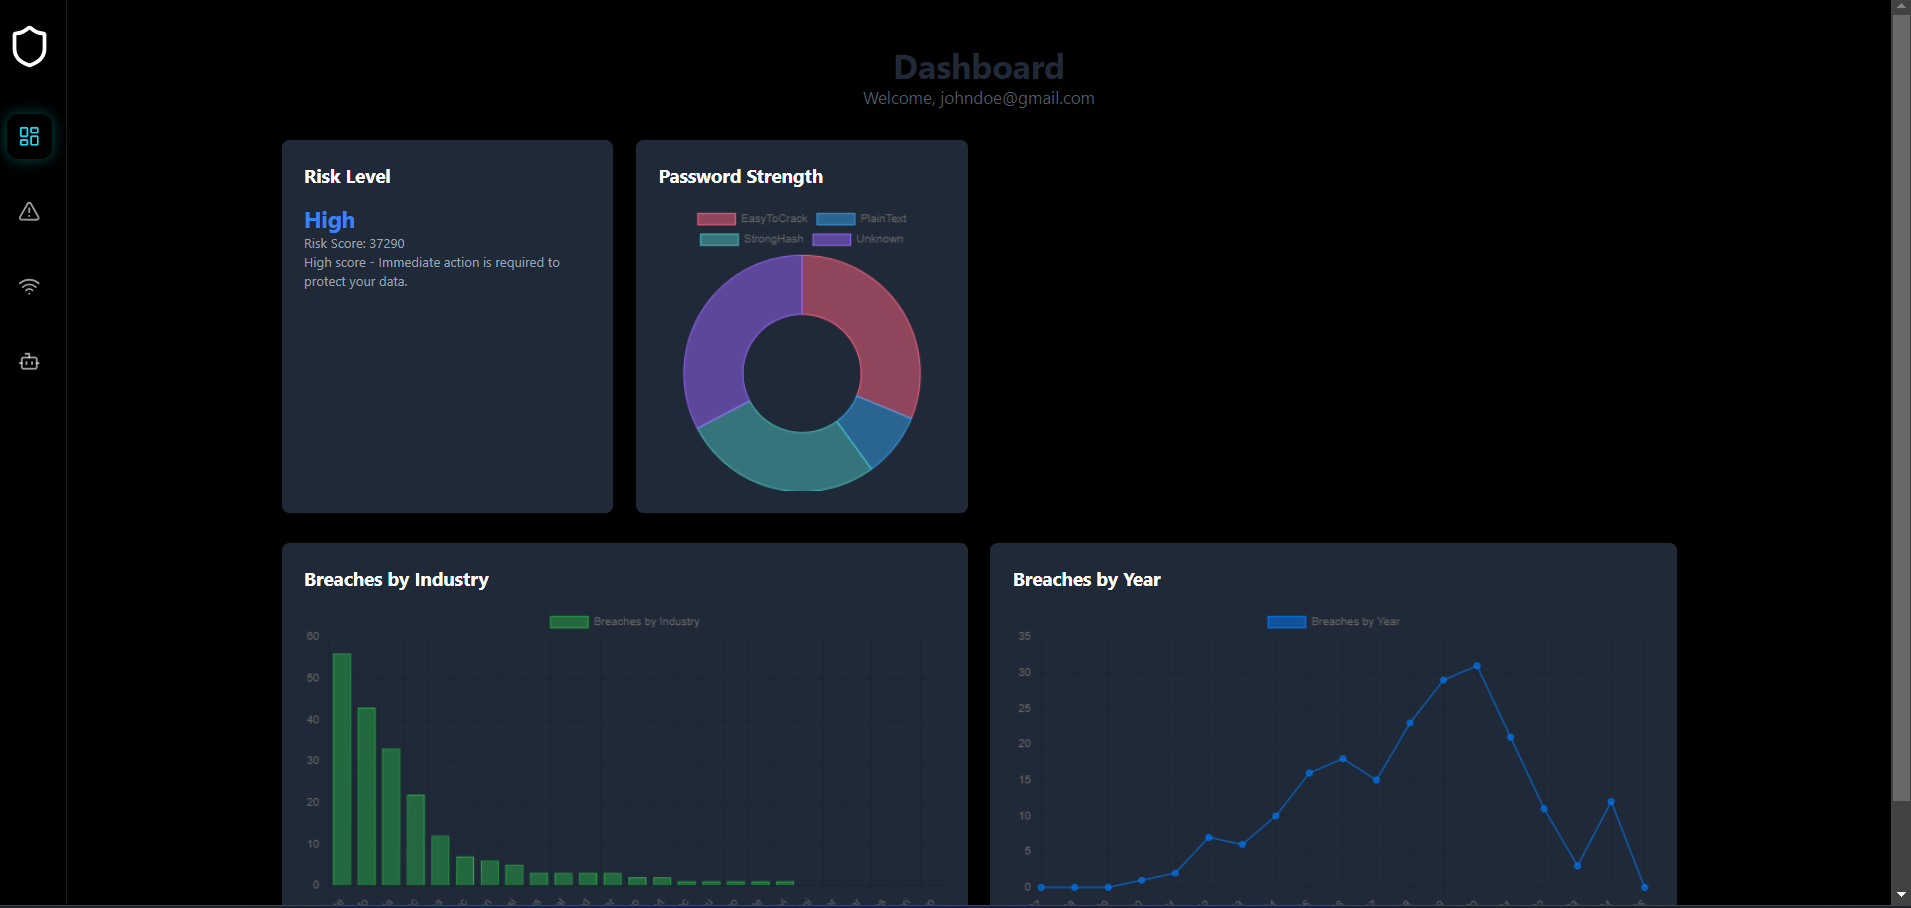 Dashboard
Welcome, johndoe@gmail.com
Risk Level
High
Risk Score: 37290
High score - Immediate action is required to
protect your data.
Password Strength
EasyToCrack PlainText
StrongHash Unknown
Breaches by Industry
Breaches by Industry
60
50
40
30
20
10
0
Breaches by Year
Breaches by Year
35
30
25
20
15
10
5
0